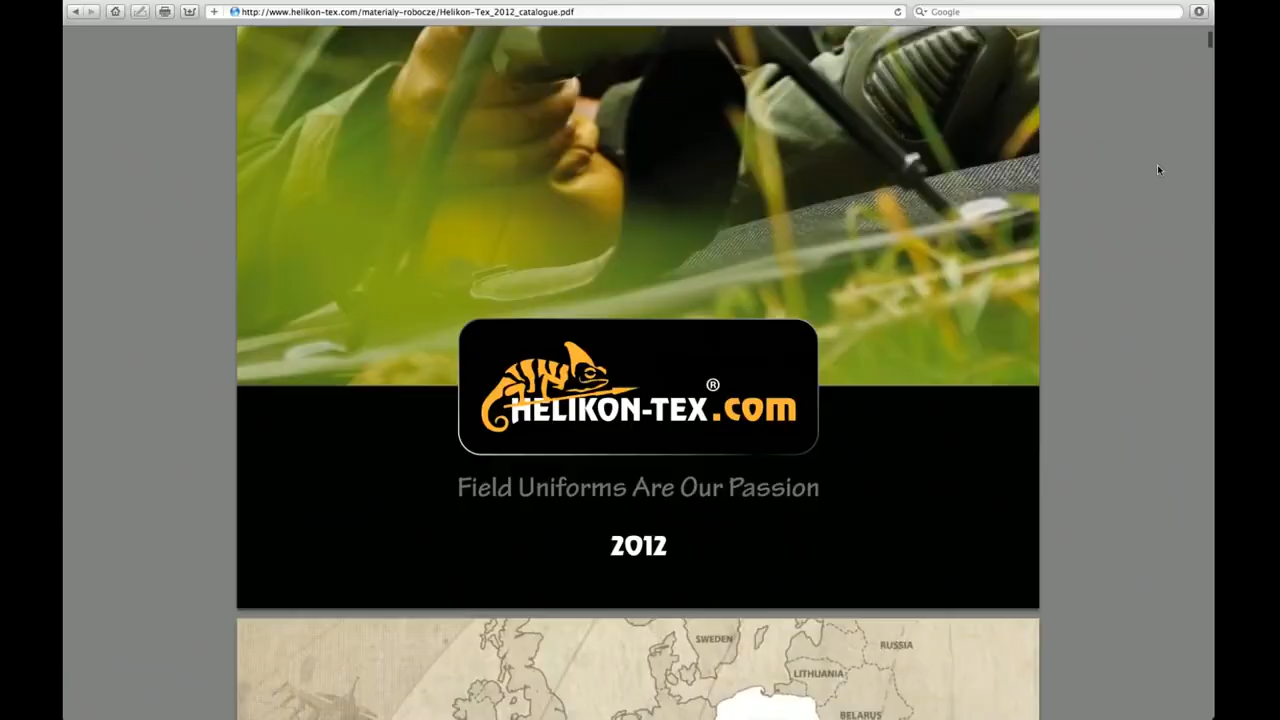 http://www.helikon-tex.com/materialy-robocze/Helikon-Tex_2012_catalogue.pdf
Google
HELIKON-TEX®.com
Field Uniforms Are Our Passion
2012
SWEDEN
RUSSIA
LITHUANIA
BELARUS